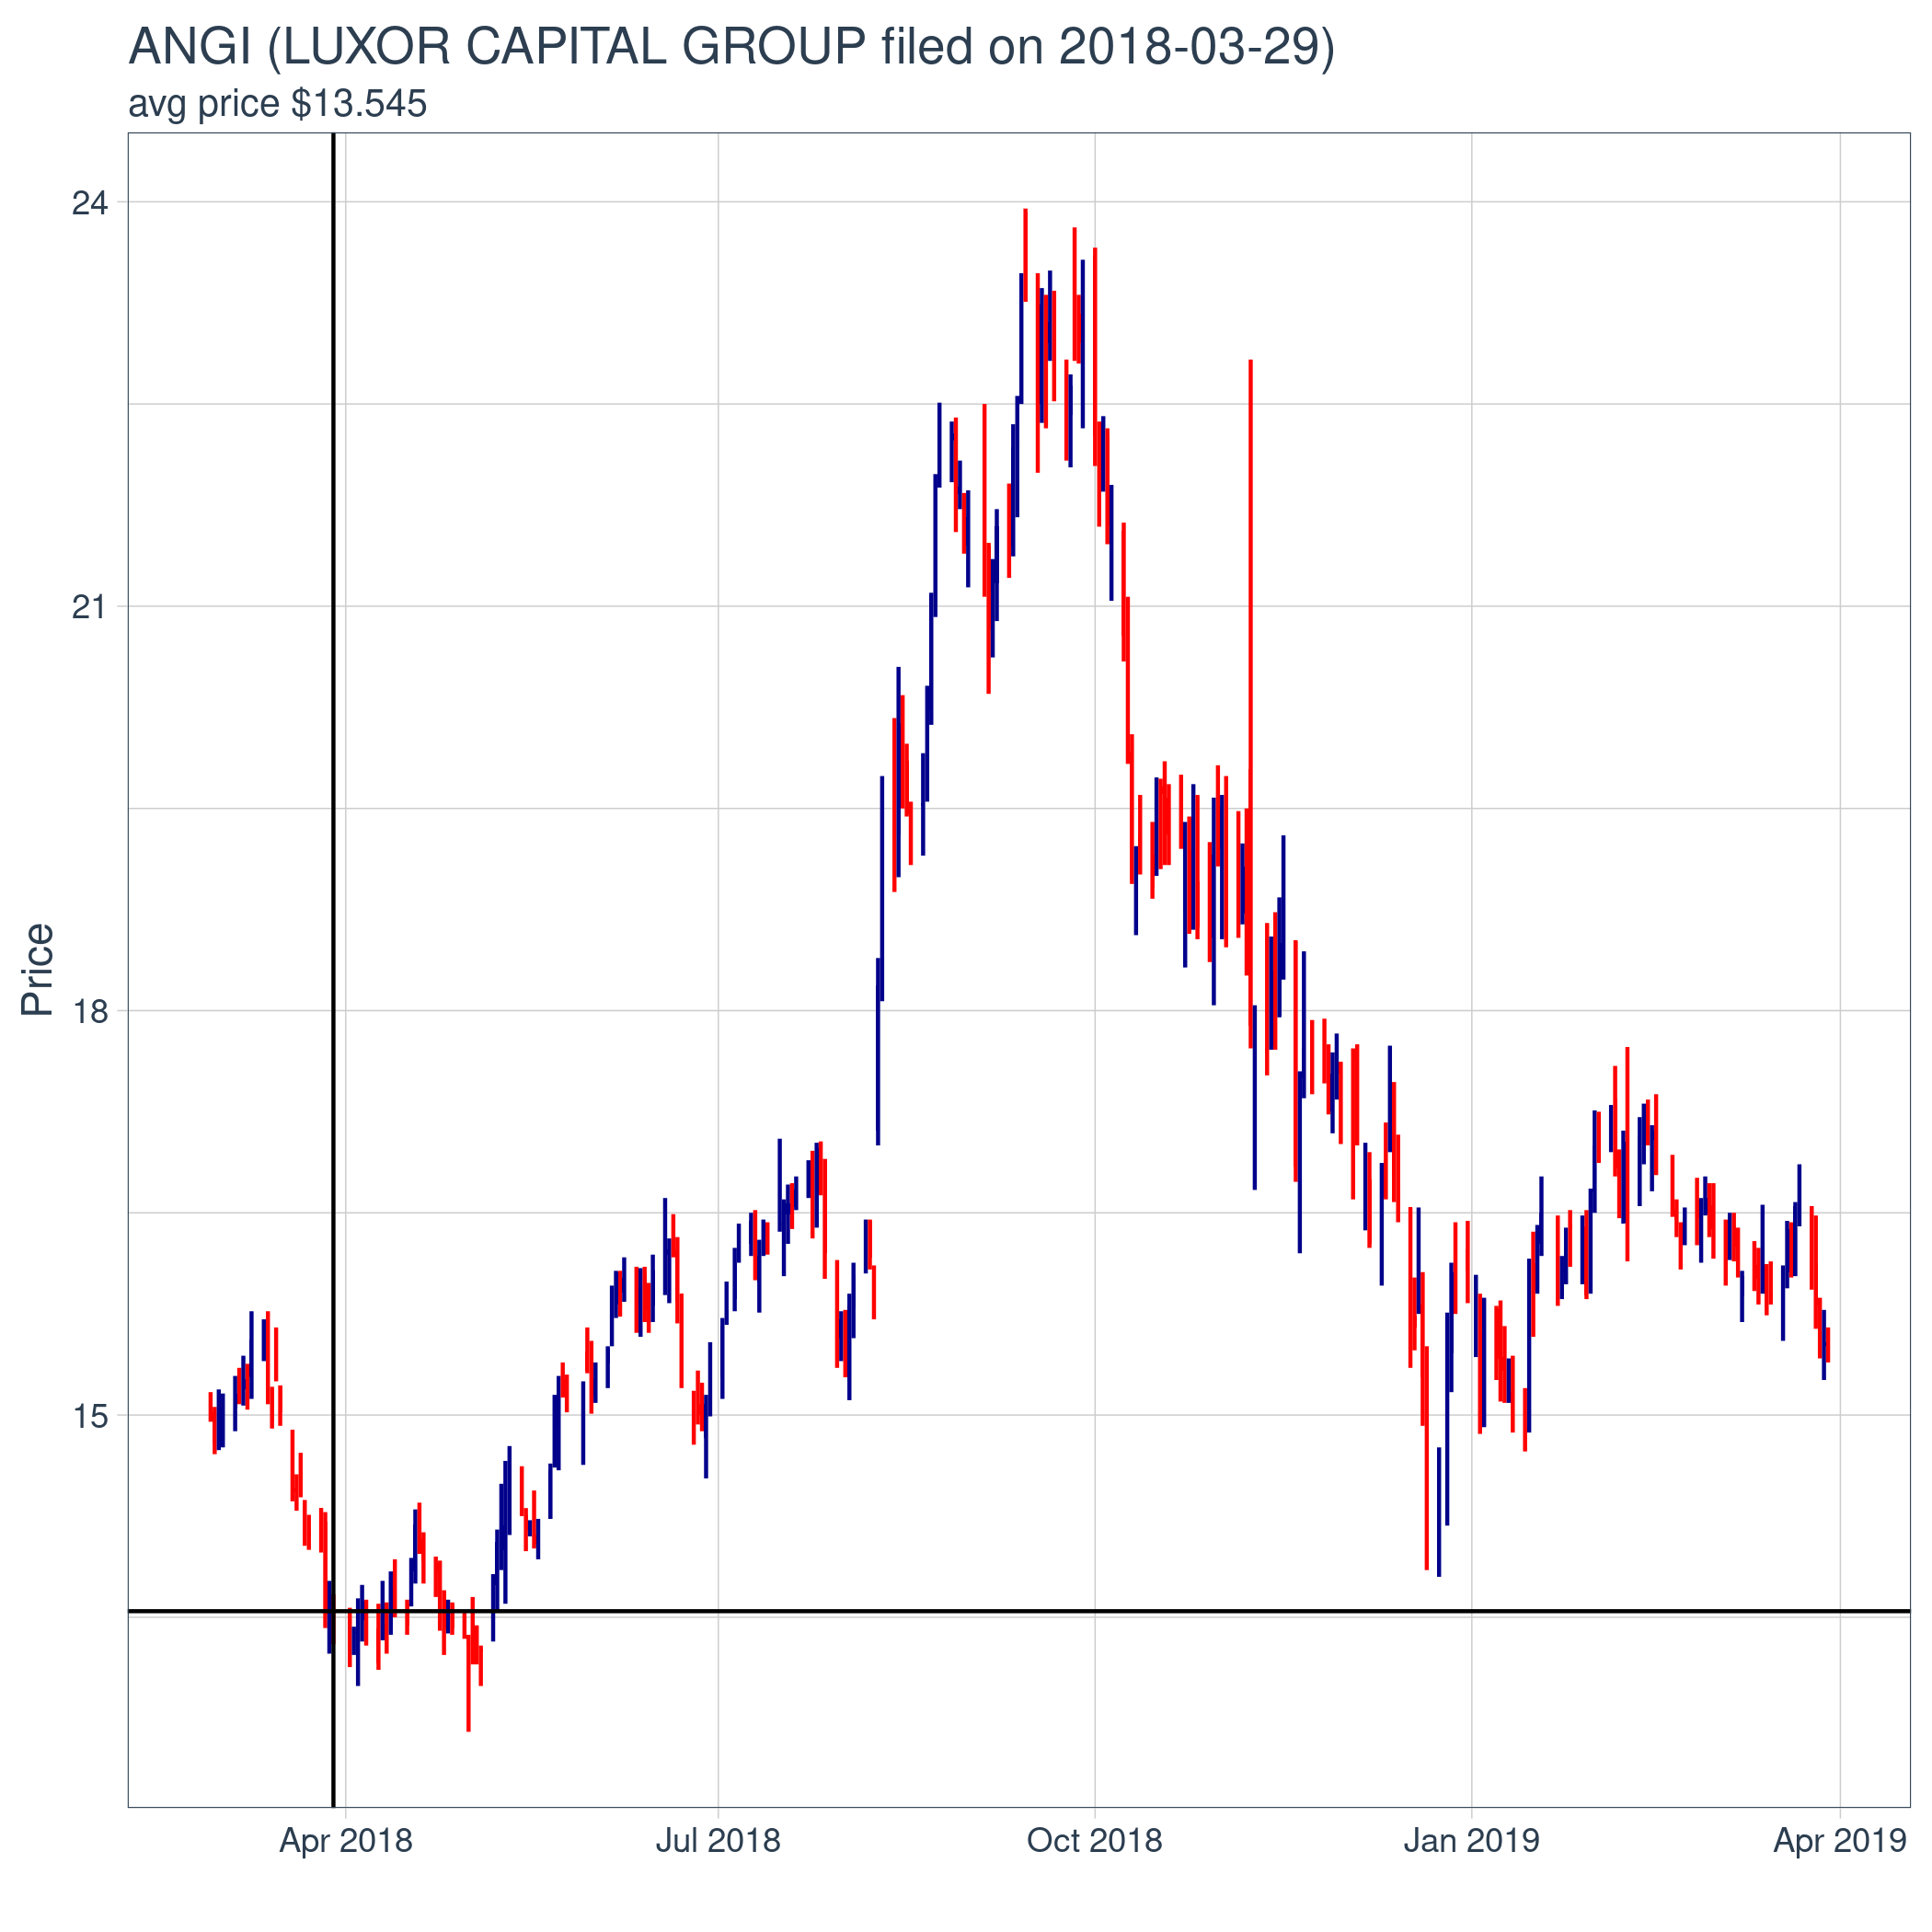 ANGI (LUXOR CAPITAL GROUP filed on 2018-03-29)
avg price $13.545
24
21
18
15
Price
Apr 2018
Jul 2018
Oct 2018
Jan 2019
Apr 2019